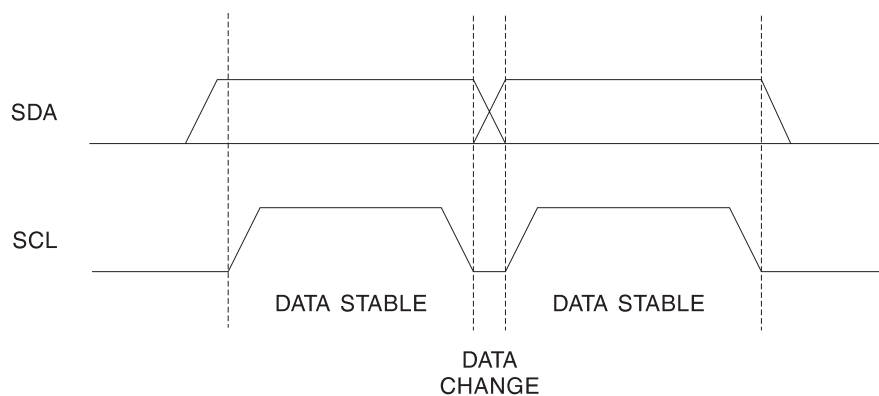 SDA
SCL
DATA STABLE
DATA STABLE
DATA
CHANGE